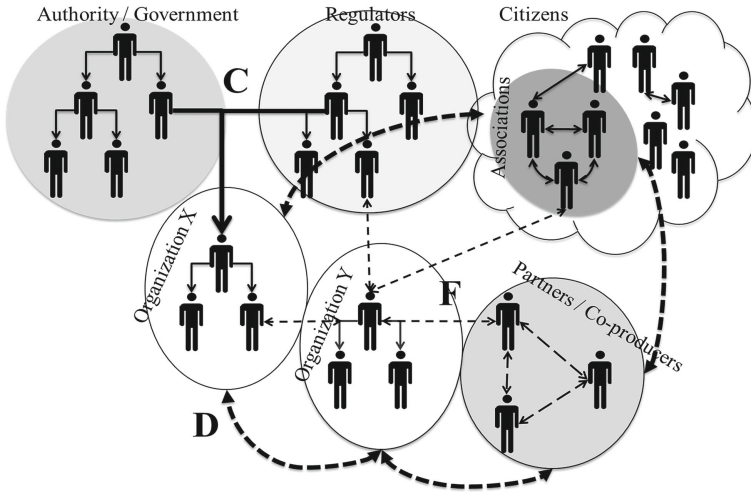 Authority / Government
Regulators
Citizens
C
Associations
Organization X
Organization Y
F
Partners / Co-producers
D